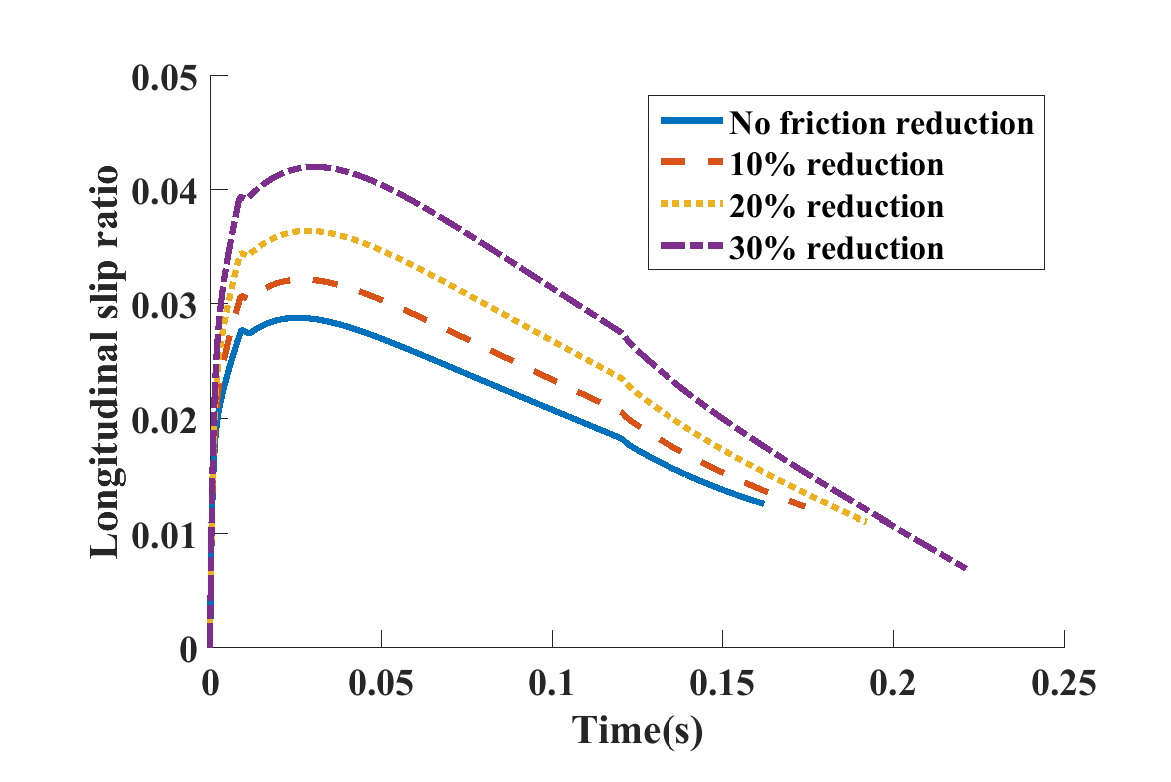 0.05
0.04
0.03
0.02
0.01
0
Longitudinal slip ratio
No friction reduction
10% reduction
20% reduction
30% reduction
0 0.05 0.1 0.15 0.2 0.25
Time(s)